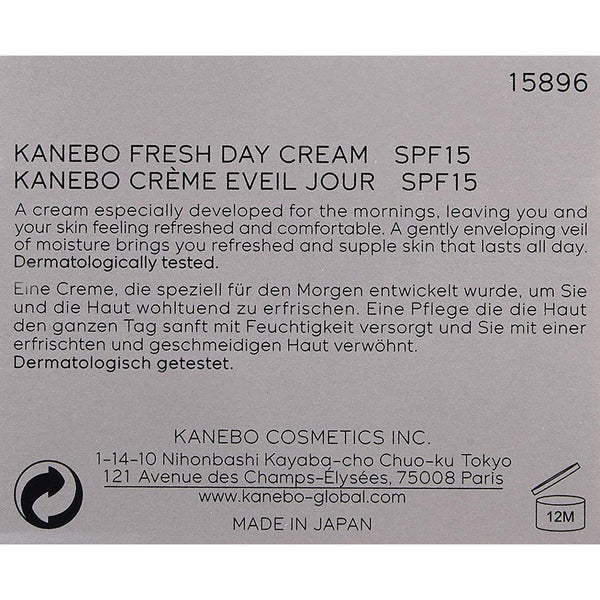 15896
KANEBO FRESH DAY CREAM SPF15
KANEBO CRÈME EVEIL JOUR SPF15
A cream especially developed for the mornings, leaving you and
your skin feeling refreshed and comfortable. A gently enveloping veil
of moisture brings you refreshed and supple skin that lasts all day.
Dermatologically tested.
Eine Creme, die speziell für den Morgen entwickelt wurde, um Sie
und die Haut wohltuend zu erfrischen. Eine Pflege die die Haut
den ganzen Tag sanft mit Feuchtigkeit versorgt und Sie mit einer
erfrischten und geschmeidigen Haut verwöhnt.
Dermatologisch getestet.
KANEBO COSMETICS INC.
1-14-10 Nihonbashi Kayaba-cho Chuo-ku Tokyo
121 Avenue des Champs-Élysées, 75008 Paris
www.kanebo-global.com
MADE IN JAPAN
12M